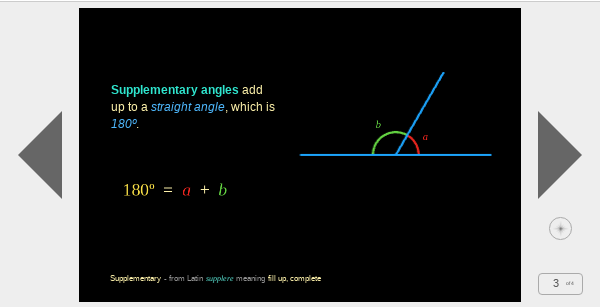 Supplementary angles add
up to a straight angle, which is
180º.
b
a
180º = a + b
Supplementary - from Latin supplere meaning fill up, complete
3 of 6